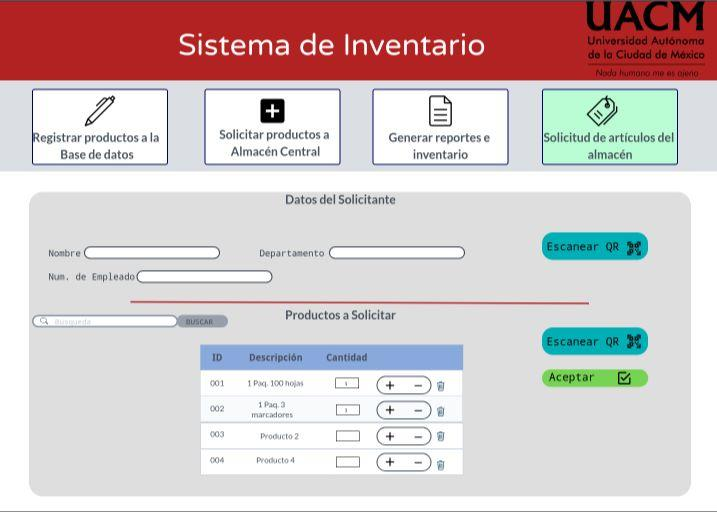 UACM
Sistema de Inventario
Universidad Autónoma
de la Ciudad de México
Nada humano me es ajeno
Registrar productos a la
Base de datos
Solicitar productos a
Almacén Central
Generar reportes e
inventario
Solicitud de artículos del
almacén
Datos del Solicitante
Escanear QR
Nombre
Departamento
Num. de Empleado
Productos a Solicitar
Busqueda
BUSCAR
Escanear QR
ID Descripción Cantidad
Aceptar
001 1 Paq. 100 hojas 1 + −
002 1 Paq. 3
marcadores 1 + −
003 Producto 2 + −
004 Producto 4 + −